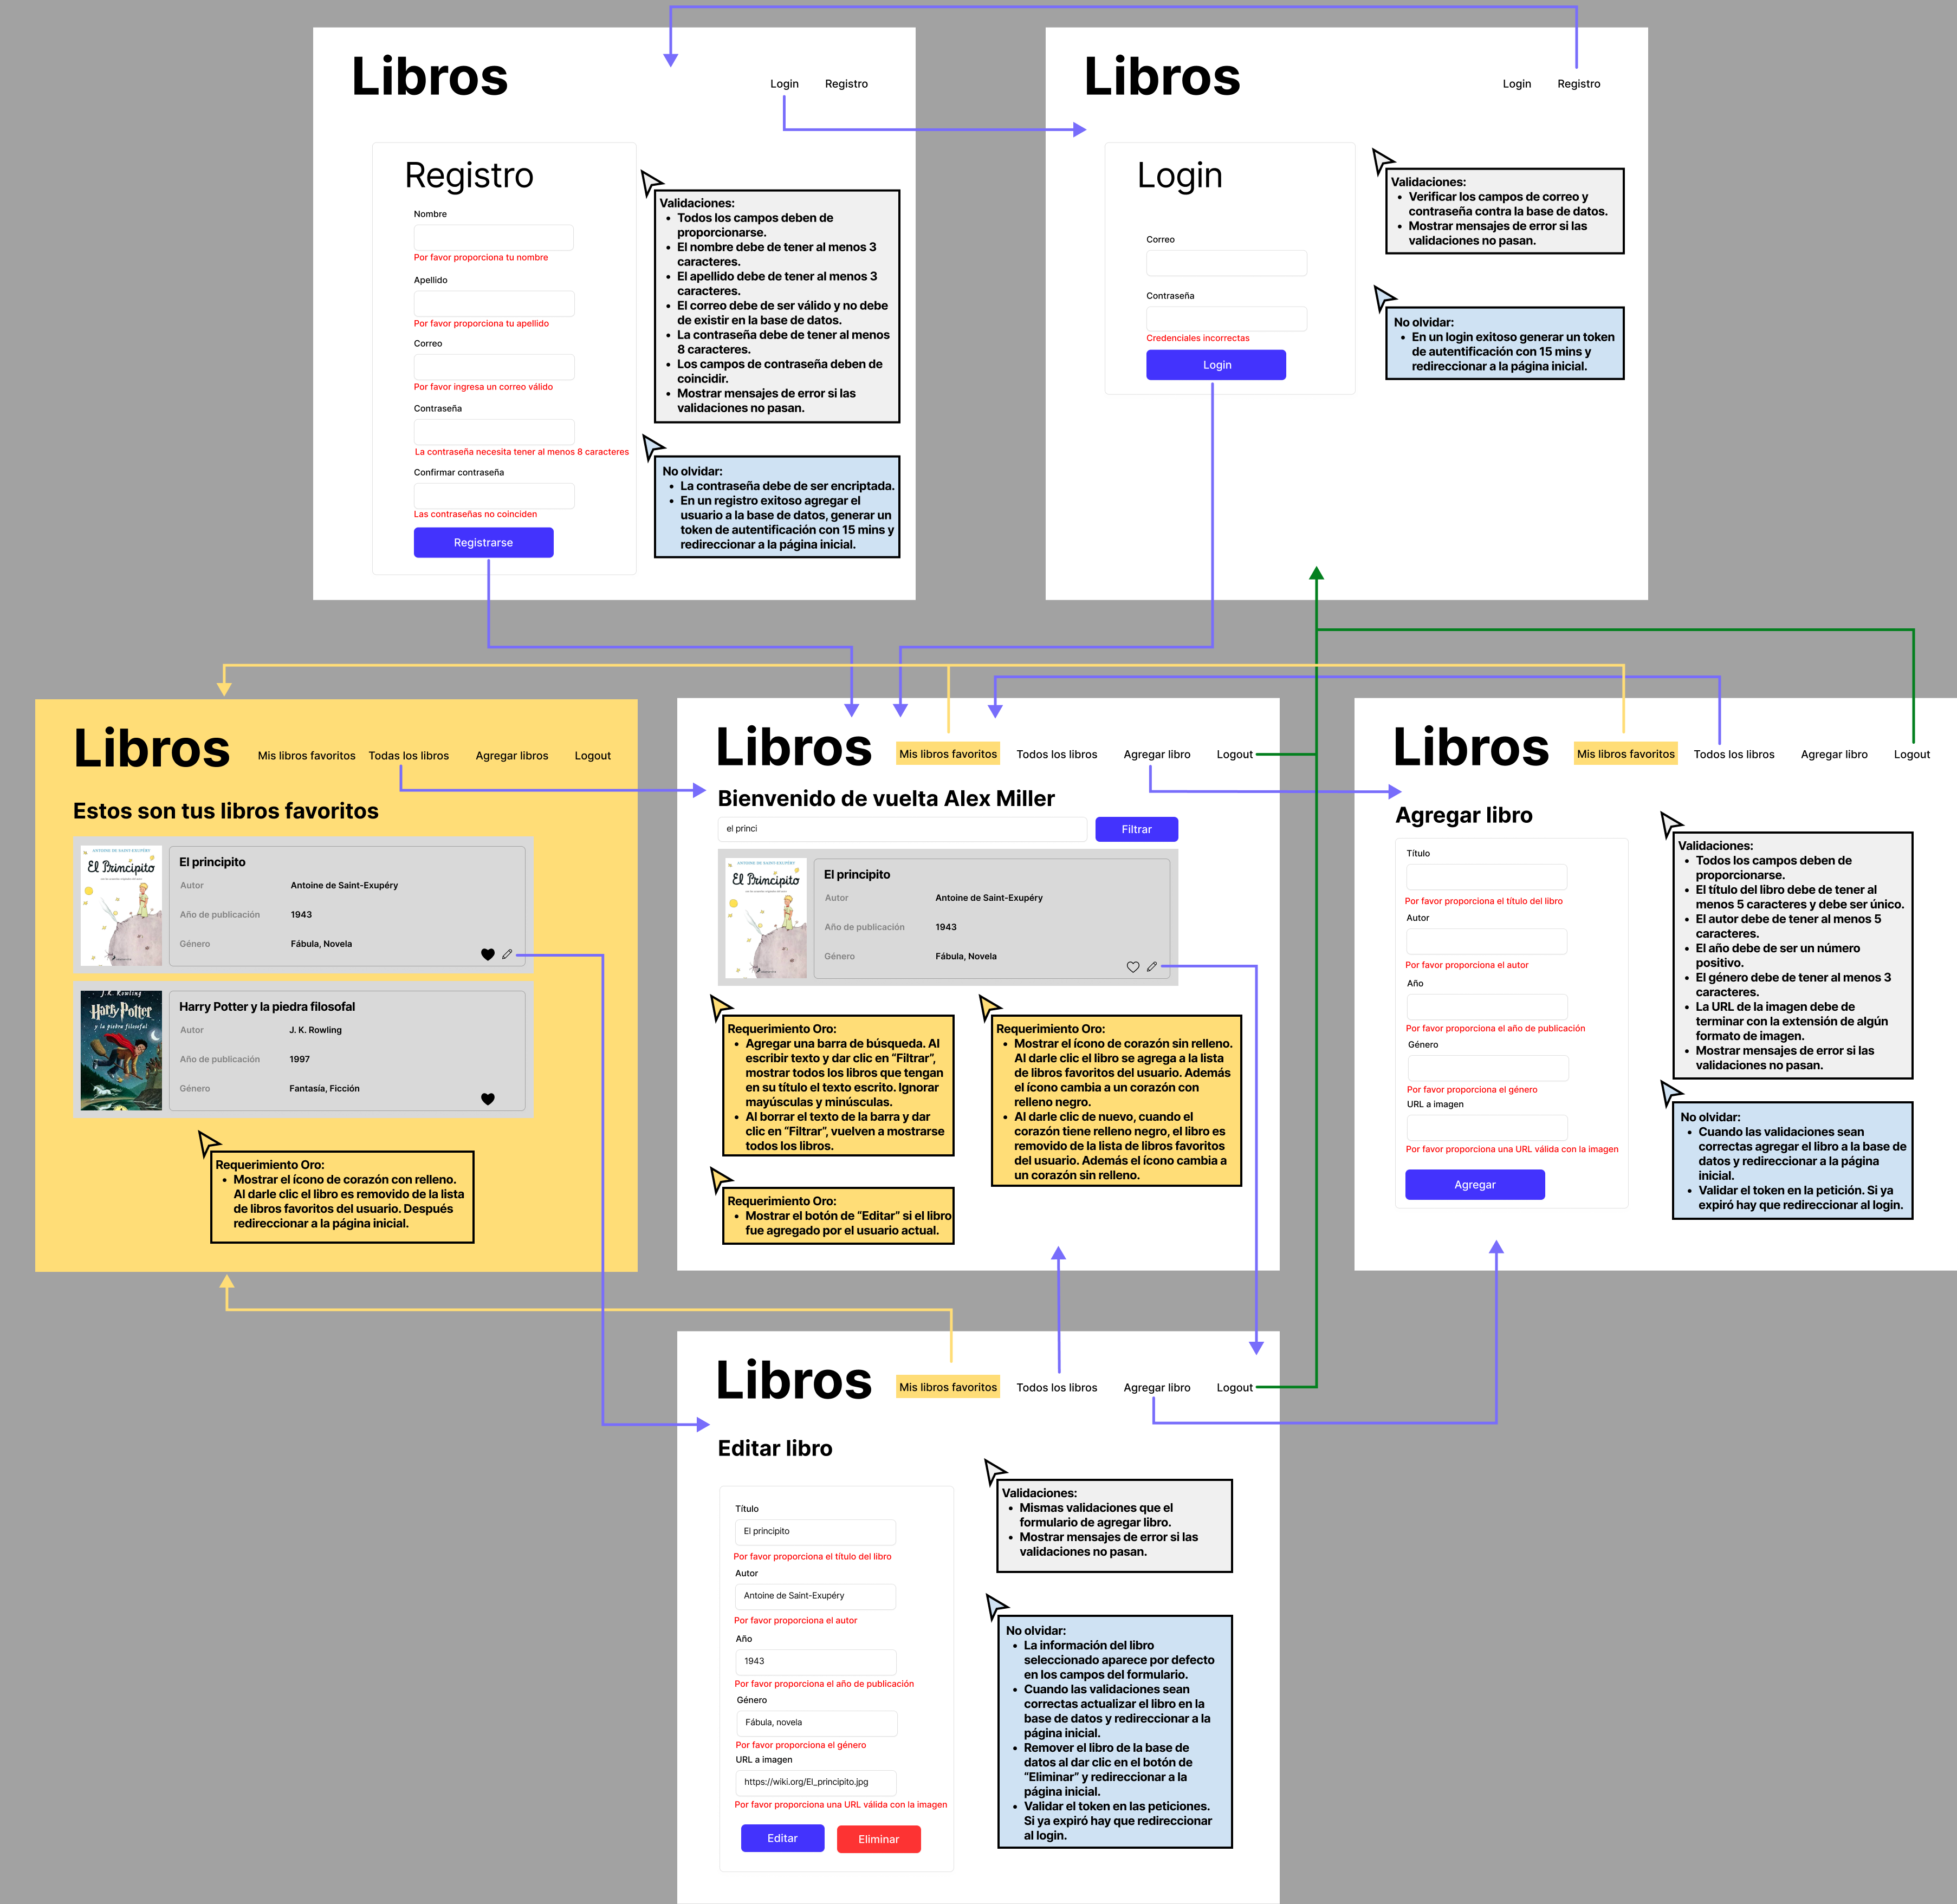 Libros
Login
Registro
Registro
Nombre
Por favor proporciona tu nombre
Apellido
Por favor proporciona tu apellido
Correo
Por favor ingresa un correo válido
Contraseña
La contraseña necesita tener al menos 8 caracteres
Confirmar contraseña
Las contraseñas no coinciden
Registrarse
Validaciones:
• Todos los campos deben de
proporcionarse.
• El nombre debe de tener al menos 3
caracteres.
• El apellido debe de tener al menos 3
caracteres.
• El correo debe de ser válido y no debe
de existir en la base de datos.
• La contraseña debe de tener al menos
8 caracteres.
• Los campos de contraseña deben de
coincidir.
• Mostrar mensajes de error si las
validaciones no pasan.
No olvidar:
• La contraseña debe de ser encriptada.
• En un registro exitoso agregar el
usuario a la base de datos, generar un
token de autentificación con 15 mins y
redireccionar a la página inicial.
Libros
Login
Registro
Login
Correo
Contraseña
Credenciales incorrectas
Login
Validaciones:
• Verificar los campos de correo y
contraseña contra la base de datos.
• Mostrar mensajes de error si las
validaciones no pasan.
No olvidar:
• En un login exitoso generar un token
de autentificación con 15 mins y
redireccionar a la página inicial.
Libros
Mis libros favoritos
Todas los libros
Agregar libros
Logout
Estos son tus libros favoritos
ANTOINE DE SAINT-EXUPÉRY
El Principito
El principito
Autor
Antoine de Saint-Exupéry
Año de publicación
1943
Género
Fábula, Novela
J.K. Rowling
Harry Potter
y la piedra filosofal
Harry Potter y la piedra filosofal
Autor
J. K. Rowling
Año de publicación
1997
Género
Fantasía, Ficción
Requerimiento Oro:
• Mostrar el ícono de corazón con relleno.
Al darle clic el libro es removido de la lista
de libros favoritos del usuario. Después
redireccionar a la página inicial.
Libros
Mis libros favoritos
Todos los libros
Agregar libro
Logout
Bienvenido de vuelta Alex Miller
el princi
Filtrar
ANTOINE DE SAINT-EXUPÉRY
El Principito
El principito
Autor
Antoine de Saint-Exupéry
Año de publicación
1943
Género
Fábula, Novela
Requerimiento Oro:
• Agregar una barra de búsqueda. Al
escribir texto y dar clic en “Filtrar”,
mostrar todos los libros que tengan
en su título el texto escrito. Ignorar
mayúsculas y minúsculas.
• Al borrar el texto de la barra y dar
clic en “Filtrar”, vuelven a mostrarse
todos los libros.
Requerimiento Oro:
• Mostrar el botón de “Editar” si el libro
fue agregado por el usuario actual.
Requerimiento Oro:
• Mostrar el ícono de corazón sin relleno.
Al darle clic el libro se agrega a la lista
de libros favoritos del usuario. Además
el ícono cambia a un corazón con
relleno negro.
• Al darle clic de nuevo, cuando el
corazón tiene relleno negro, el libro es
removido de la lista de libros favoritos
del usuario. Además el ícono cambia a
un corazón sin relleno.
Libros
Mis libros favoritos
Todos los libros
Agregar libro
Logout
Agregar libro
Título
Por favor proporciona el título del libro
Autor
Por favor proporciona el autor
Año
Por favor proporciona el año de publicación
Género
Por favor proporciona el género
URL a imagen
Por favor proporciona una URL válida con la imagen
Agregar
Validaciones:
• Todos los campos deben de
proporcionarse.
• El título del libro debe de tener al
menos 5 caracteres y debe ser único.
• El autor debe de tener al menos 5
caracteres.
• El año debe de ser un número
positivo.
• El género debe de tener al menos 3
caracteres.
• La URL de la imagen debe de
terminar con la extensión de algún
formato de imagen.
• Mostrar mensajes de error si las
validaciones no pasan.
No olvidar:
• Cuando las validaciones sean
correctas agregar el libro a la base de
datos y redireccionar a la página
inicial.
• Validar el token en la petición. Si ya
expiró hay que redireccionar al login.
Libros
Mis libros favoritos
Todos los libros
Agregar libro
Logout
Editar libro
Título
El principito
Por favor proporciona el título del libro
Autor
Antoine de Saint-Exupéry
Por favor proporciona el autor
Año
1943
Por favor proporciona el año de publicación
Género
Fábula, novela
Por favor proporciona el género
URL a imagen
https://wiki.org/El_principito.jpg
Por favor proporciona una URL válida con la imagen
Editar
Eliminar
Validaciones:
• Mismas validaciones que el
formulario de agregar libro.
• Mostrar mensajes de error si las
validaciones no pasan.
No olvidar:
• La información del libro
seleccionado aparece por defecto
en los campos del formulario.
• Cuando las validaciones sean
correctas actualizar el libro en la
base de datos y redireccionar a la
página inicial.
• Remover el libro de la base de
datos al dar clic en el botón de
“Eliminar” y redireccionar a la
página inicial.
• Validar el token en las peticiones.
Si ya expiró hay que redireccionar
al login.